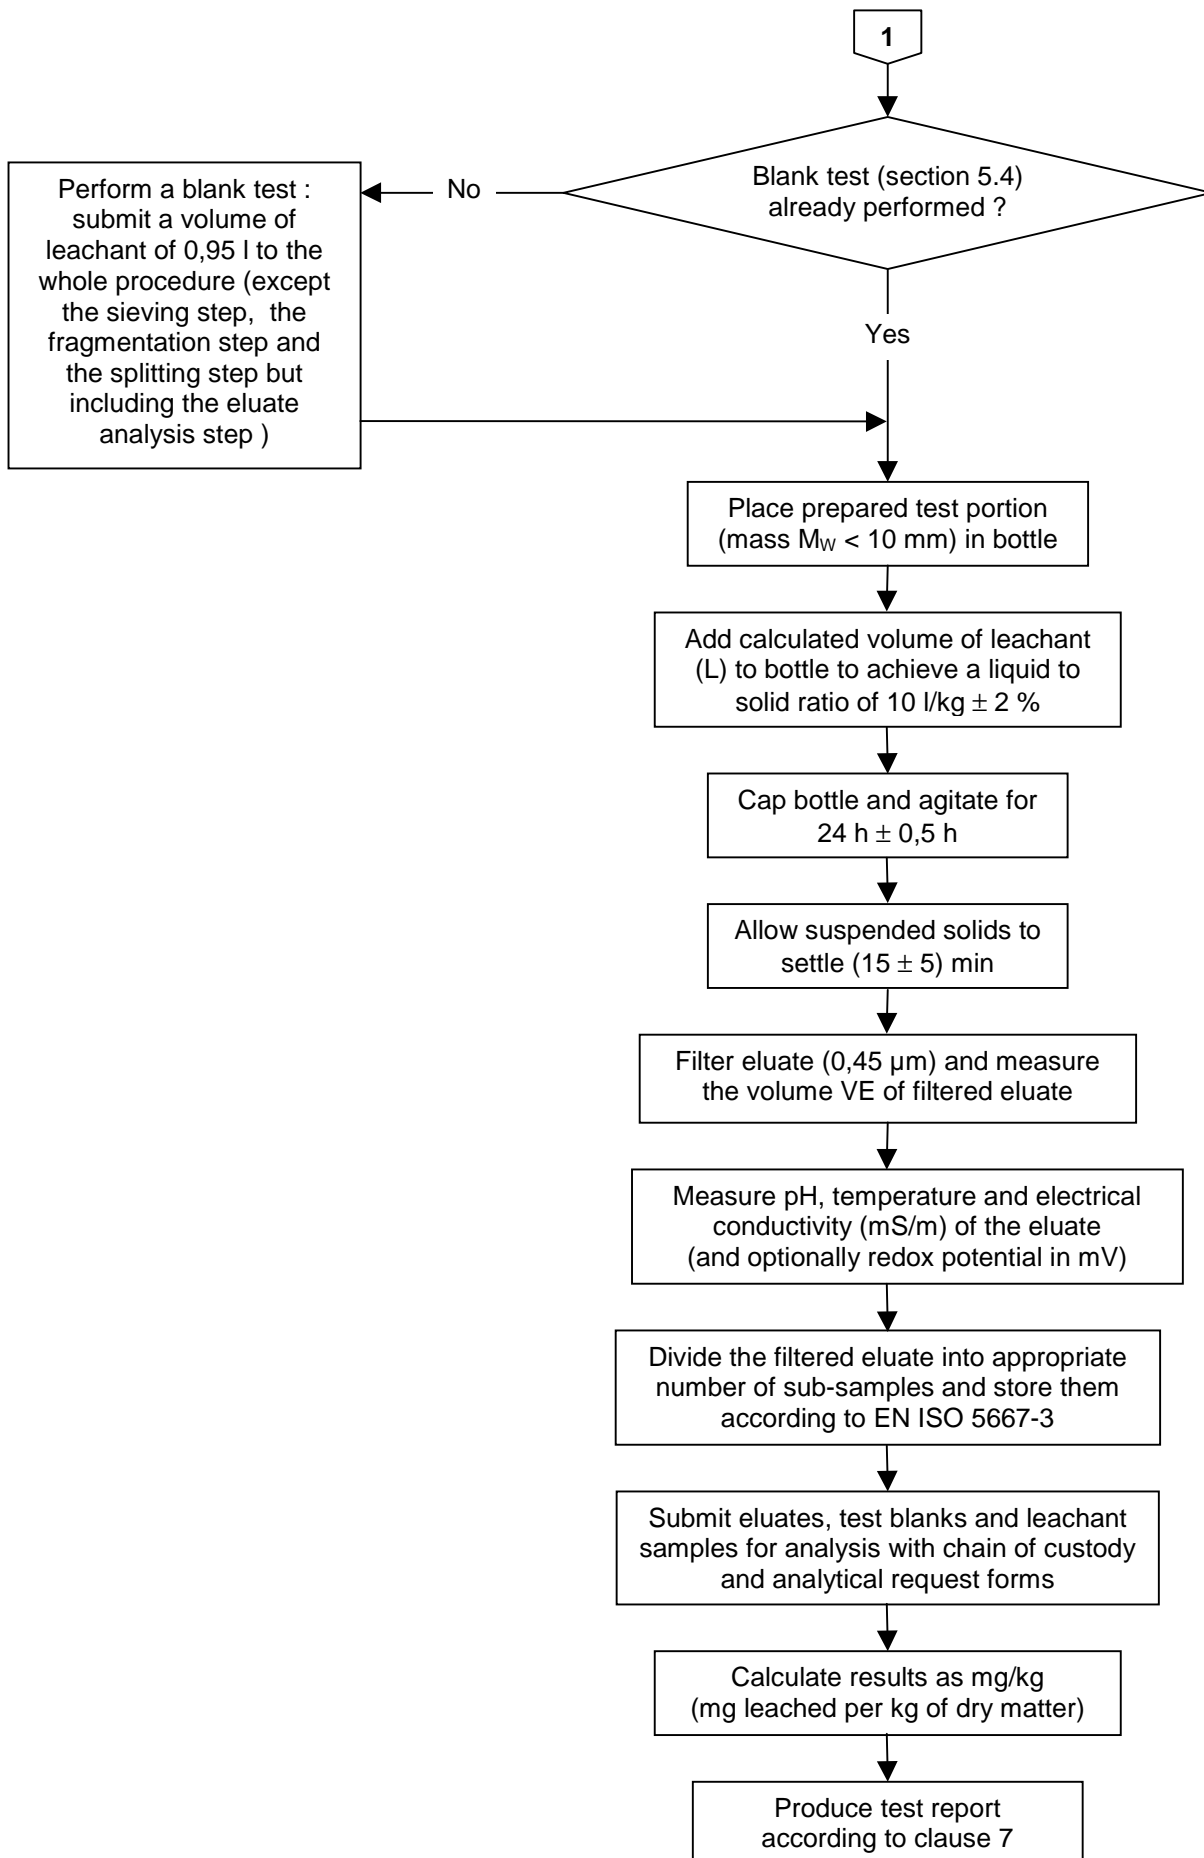 1
Blank test (section 5.4)
already performed ?
No
Perform a blank test :
submit a volume of
leachant of 0,95 l to the
whole procedure (except
the sieving step, the
fragmentation step and
the splitting step but
including the eluate
analysis step )
Yes
Place prepared test portion
(mass MW < 10 mm) in bottle
Add calculated volume of leachant
(L) to bottle to achieve a liquid to
solid ratio of 10 l/kg ± 2 %
Cap bottle and agitate for
24 h ± 0,5 h
Allow suspended solids to
settle (15 ± 5) min
Filter eluate (0,45 µm) and measure
the volume VE of filtered eluate
Measure pH, temperature and electrical
conductivity (mS/m) of the eluate
(and optionally redox potential in mV)
Divide the filtered eluate into appropriate
number of sub-samples and store them
according to EN ISO 5667-3
Submit eluates, test blanks and leachant
samples for analysis with chain of custody
and analytical request forms
Calculate results as mg/kg
(mg leached per kg of dry matter)
Produce test report
according to clause 7